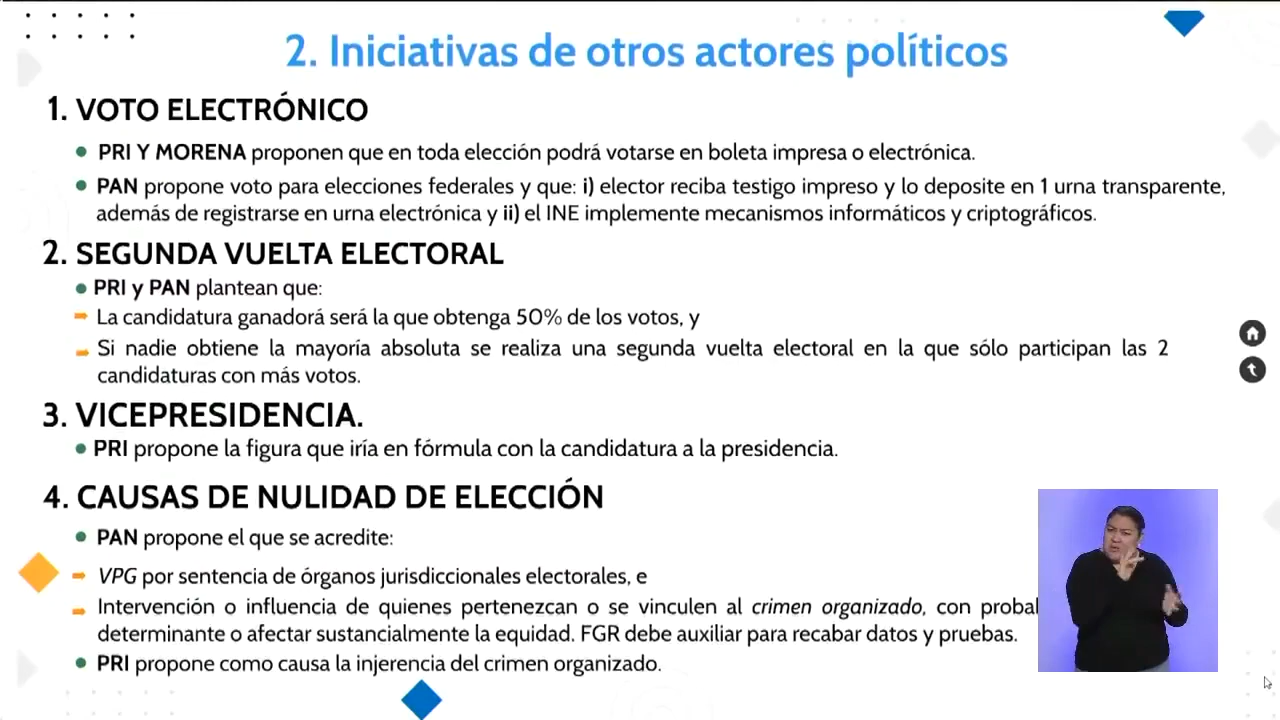 2. Iniciativas de otros actores políticos
1. VOTO ELECTRÓNICO
PRI Y MORENA proponen que en toda elección podrá votarse en boleta impresa o electrónica.
PAN propone voto para elecciones federales y que: i) elector reciba testigo impreso y lo deposite en 1 urna transparente,
además de registrarse en urna electrónica y ii) el INE implemente mecanismos informáticos y criptográficos.
2. SEGUNDA VUELTA ELECTORAL
PRI y PAN plantean que:
La candidatura ganadorá será la que obtenga 50% de los votos, y
Si nadie obtiene la mayoría absoluta se realiza una segunda vuelta electoral en la que sólo participan las 2
candidaturas con más votos.
3. VICEPRESIDENCIA.
PRI propone la figura que iría en fórmula con la candidatura a la presidencia.
4. CAUSAS DE NULIDAD DE ELECCIÓN
PAN propone el que se acredite:
VPG por sentencia de órganos jurisdiccionales electorales, e
Intervención o influencia de quienes pertenezcan o se vinculen al crimen organizado, con
determinante o afectar sustancialmente la equidad. FGR debe auxiliar para recabar datos y pruebas.
PRI propone como causa la injerencia del crimen organizado.